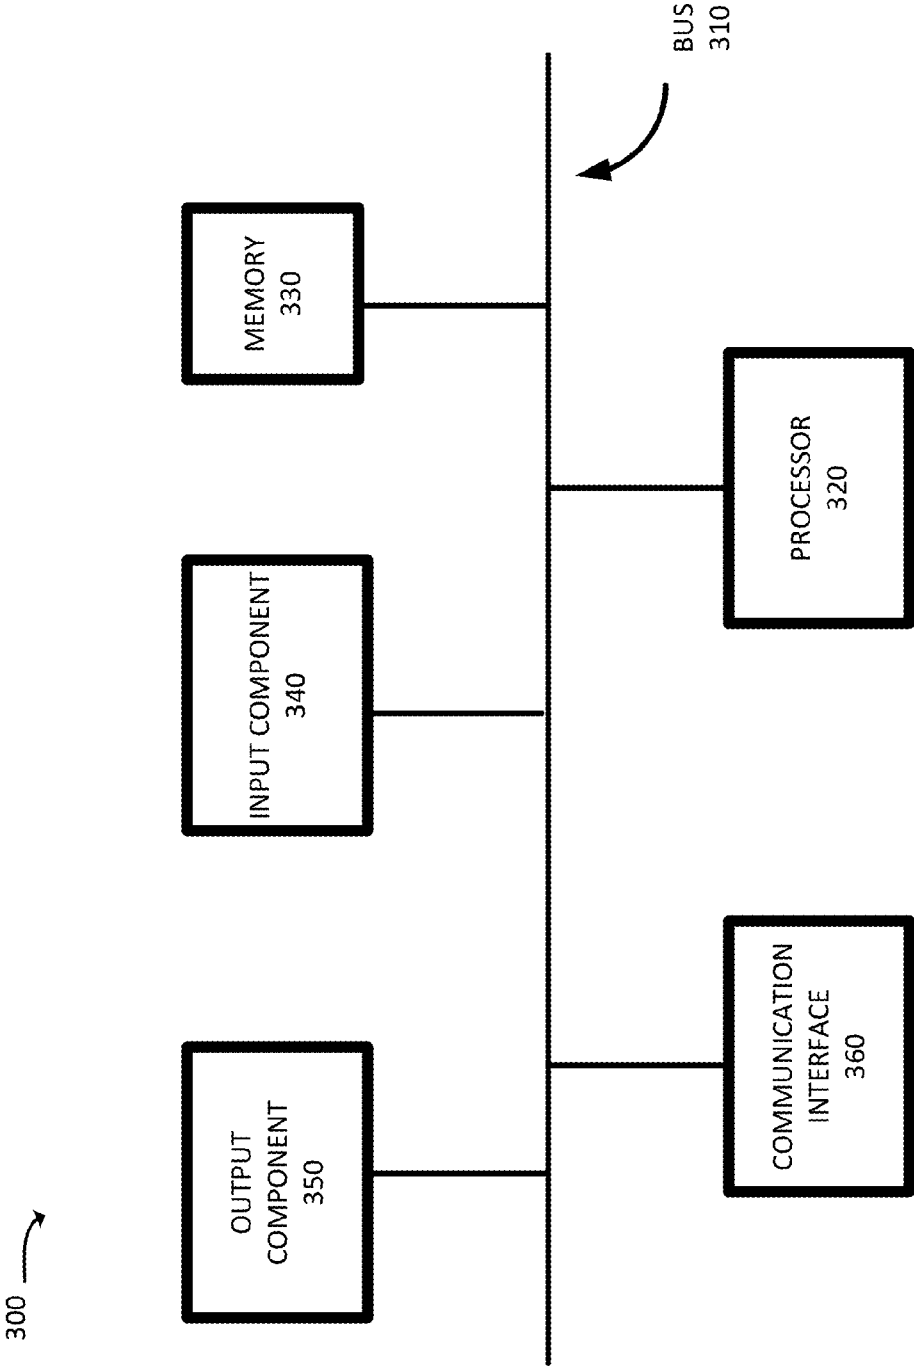 300
OUTPUT
COMPONENT
350
INPUT COMPONENT
340
MEMORY
330
BUS
310
COMMUNICATION
INTERFACE
360
PROCESSOR
320